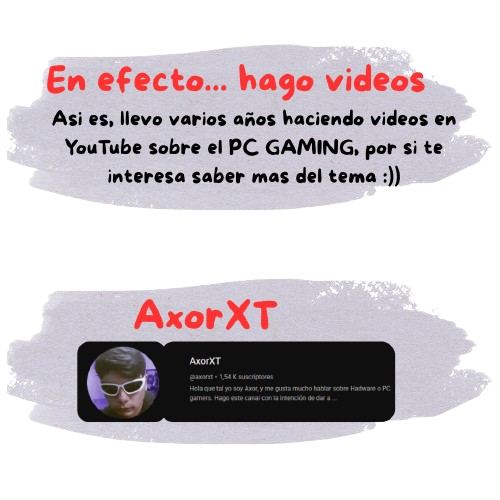 En efecto... hago videos
Asi es, llevo varios años haciendo videos en
YouTube sobre el PC GAMING, por si te
interesa saber mas del tema :))
AxorXT
AxorXT
@axorxt • 1,54 K suscriptores
Hola que tal yo soy Axor, y me gusta mucho hablar sobre Hadware o PC
gamers. Hago este canal con la intención de dar a ...